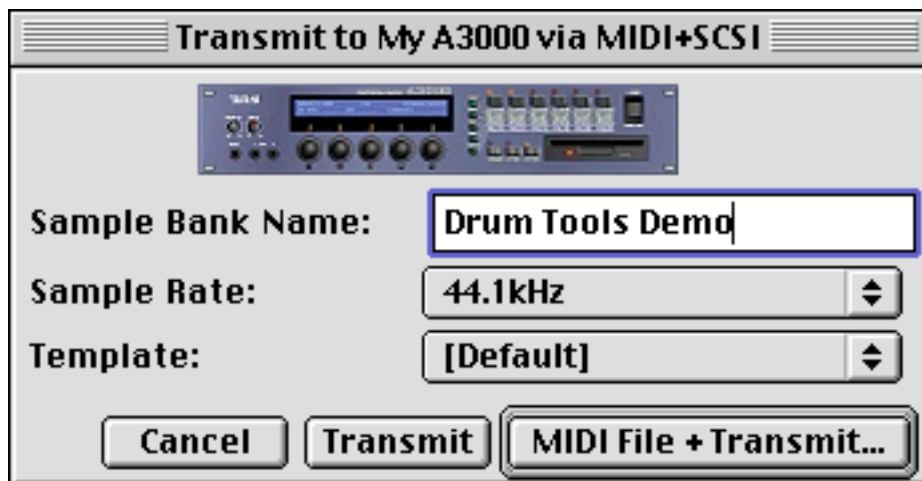 Transmit to My A3000 via MIDI+SCSI
Sample Bank Name: Drum Tools Demo
Sample Rate: 44.1kHz
Template: [Default]
Cancel Transmit MIDI File + Transmit...